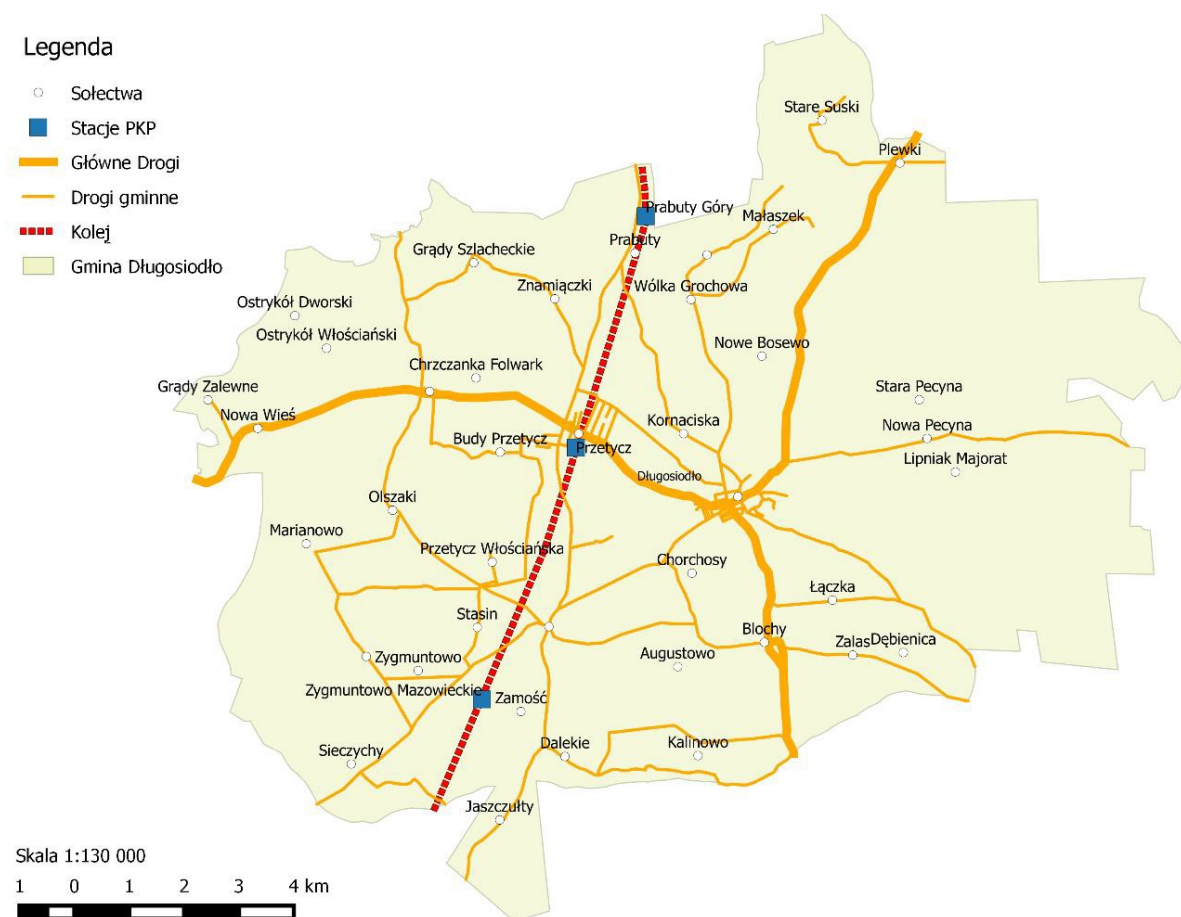 Legenda
Sołectwa
Stacje PKP
Główne Drogi
Drogi gminne
Kolej
Gmina Długosiodło
Stare Suski
Plewki
Prabuty Góry
Małaszek
Prabuty
Grądy Szlacheckie
Znamiączki
Wólka Grochowa
Ostrykół Dworski
Ostrykół Włościański
Nowe Bosewo
Chrzczanka Folwark
Grądy Zalewne
Stara Pecyna
Nowa Wieś
Kornaciska
Nowa Pecyna
Budy Przetycz
Przetycz
Lipniak Majorat
Długosiodło
Olszaki
Marianowo
Przetycz Włościańska
Chorchosy
Łączka
Stasin
Blochy
Zalas
Dębienica
Zygmuntowo
Augustowo
Zygmuntowo Mazowieckie
Zamość
Sieczychy
Dalekie
Kalinowo
Jaszczułty
Skala 1:130 000
1 0 1 2 3 4 km